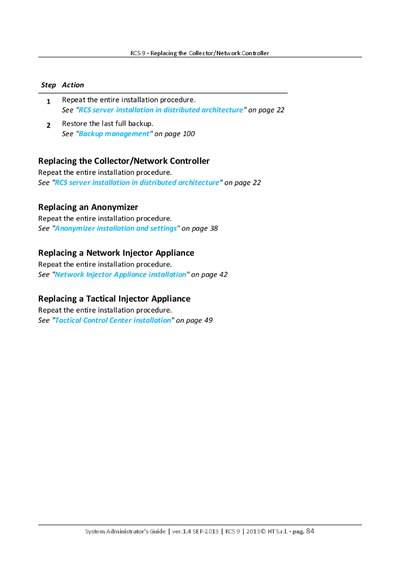 RCS 9 - Replacing the Collector/Network Controller
Step Action
1 Repeat the entire installation procedure.
See "RCS server installation in distributed architecture" on page 22
2 Restore the last full backup.
See "Backup management" on page 100
Replacing the Collector/Network Controller
Repeat the entire installation procedure.
See "RCS server installation in distributed architecture" on page 22
Replacing an Anonymizer
Repeat the entire installation procedure.
See "Anonymizer installation and settings" on page 38
Replacing a Network Injector Appliance
Repeat the entire installation procedure.
See "Network Injector Appliance installation" on page 42
Replacing a Tactical Injector Appliance
Repeat the entire installation procedure.
See "Tactical Control Center installation" on page 49
System Administrator's Guide | ver.1.4 SEP-2013 | RCS 9 | 2013© HT S.r.l. - pag. 84